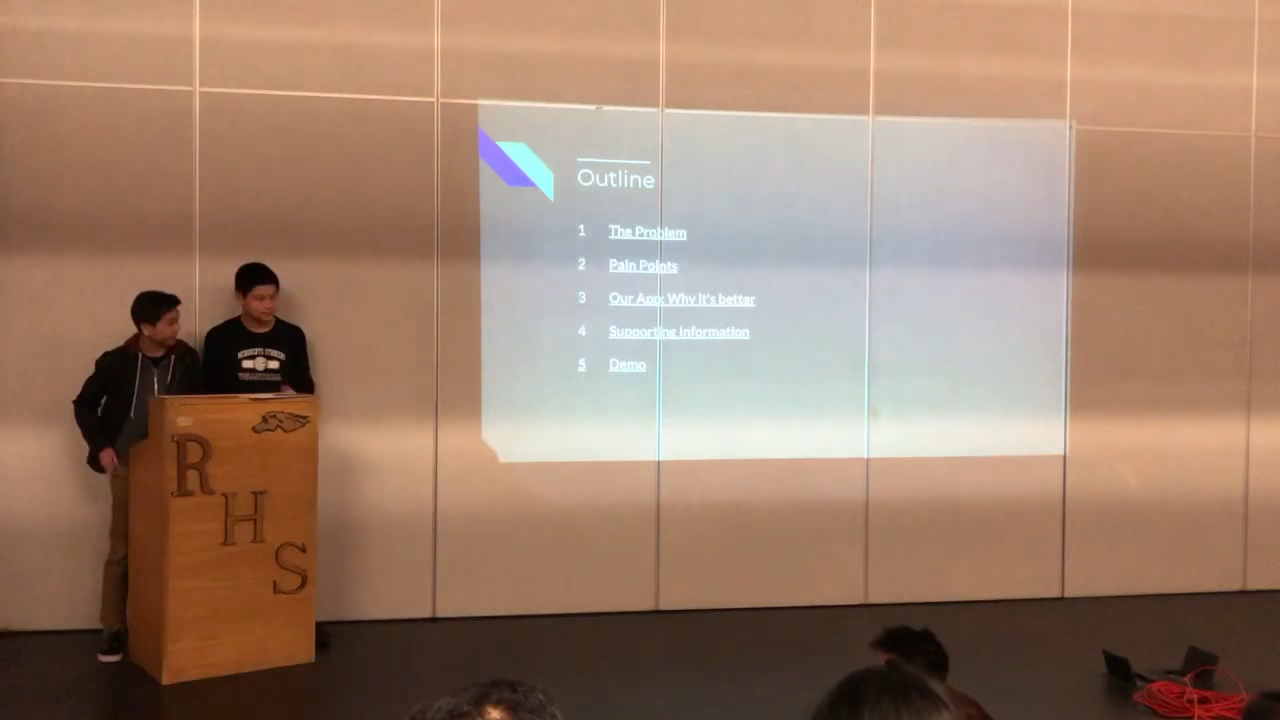 Outline
1 The Problem
2 Pain Points
3 Our App: Why it's better
4 Supporting Information
5 Demo
R
H
S